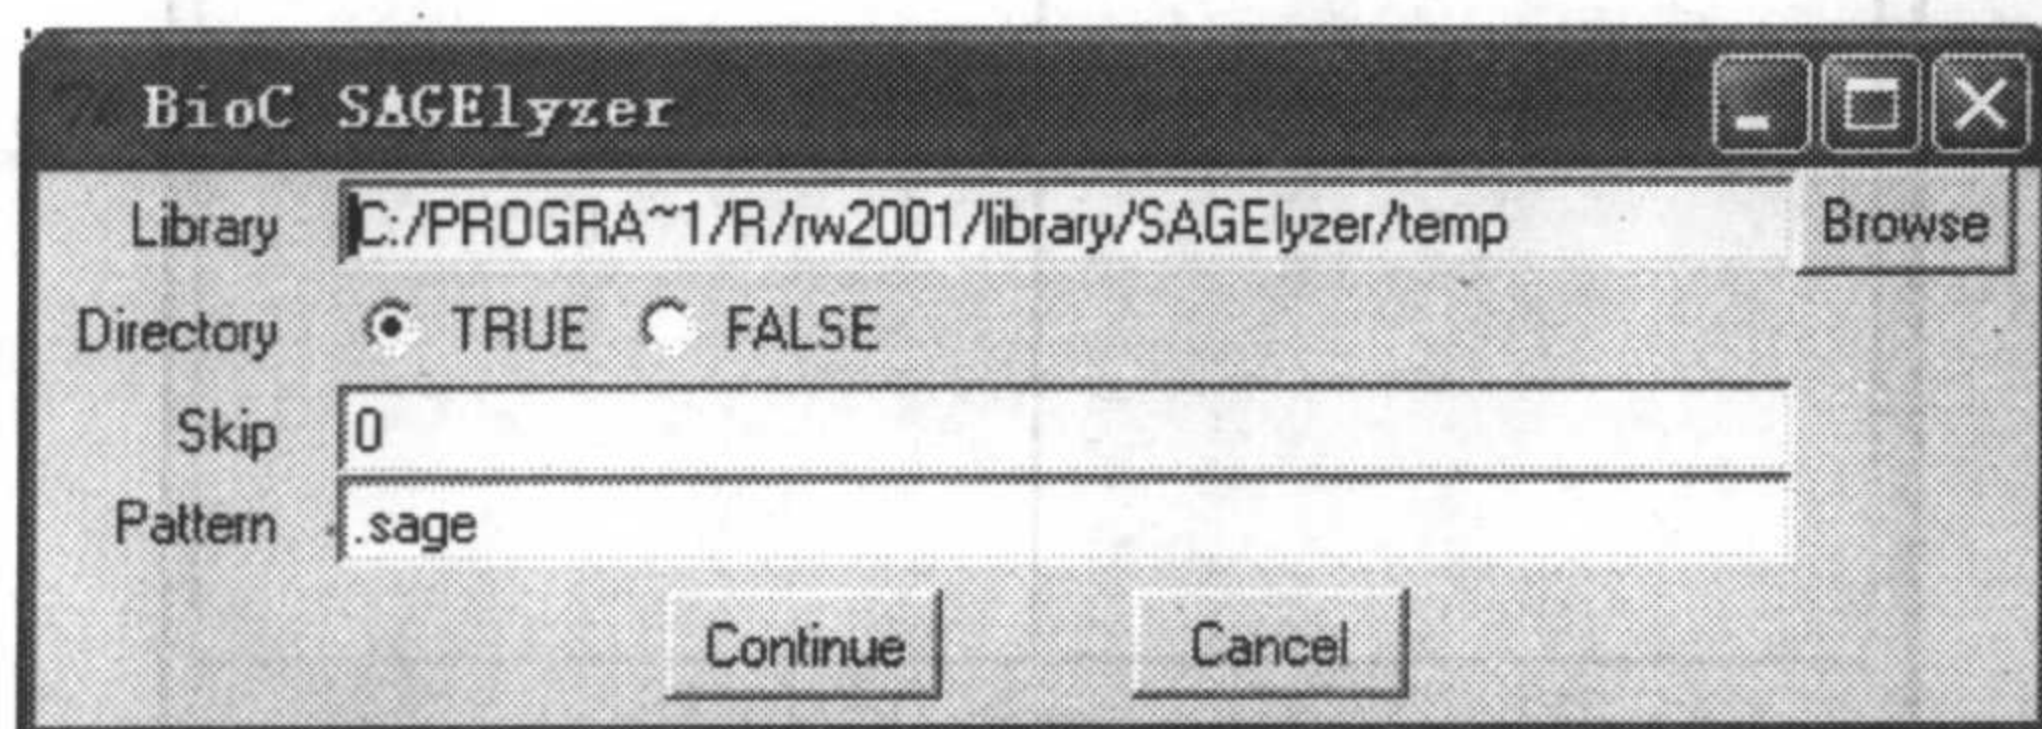 BioC SAGElyzer
Library C:/PROGRA~1/R/rw2001/library/SAGElyzer/temp Browse
Directory TRUE FALSE
Skip 0
Pattern .sage
Continue Cancel